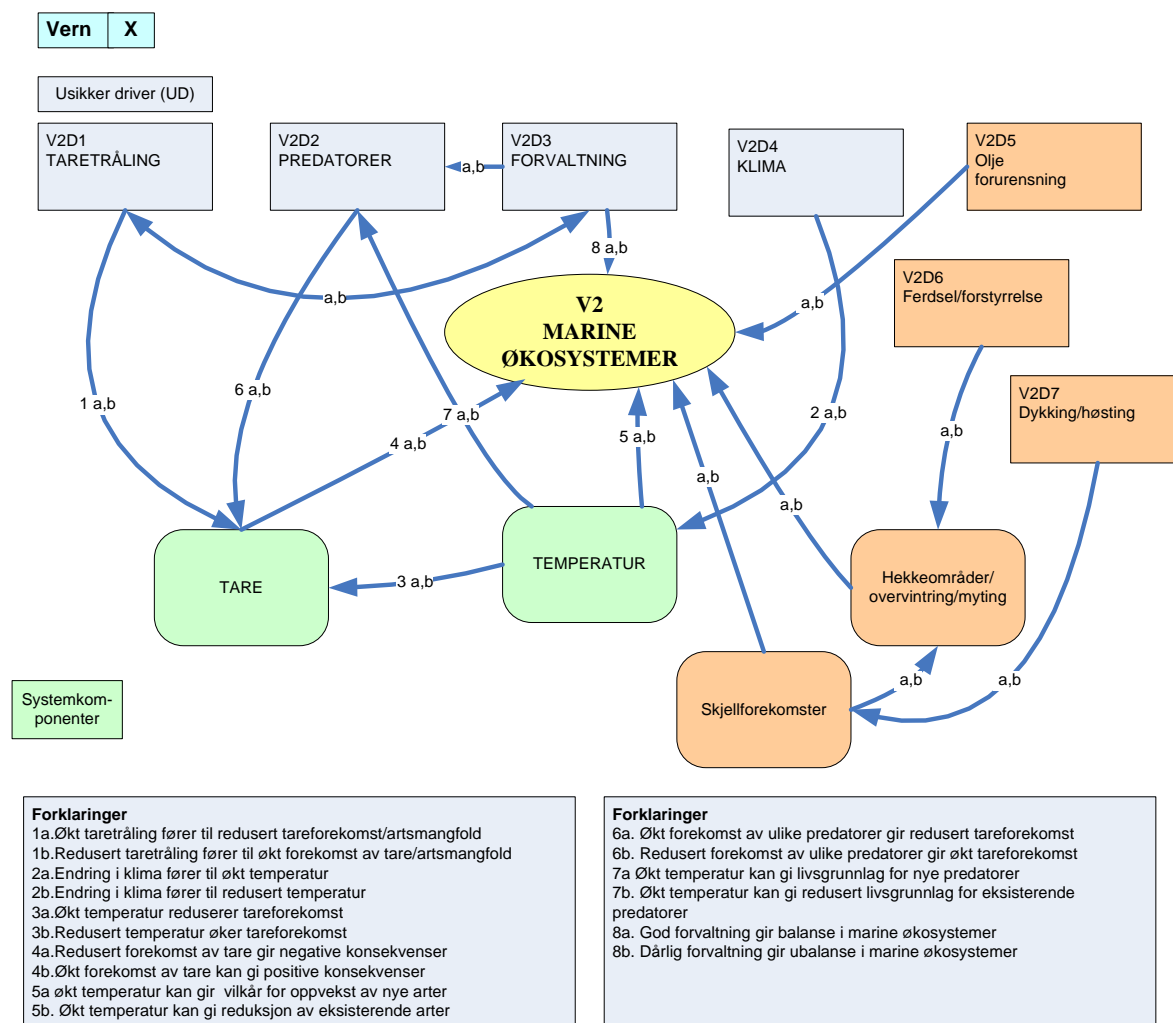 Vern X
Usikker driver (UD)
V2D1
TARETRÅLING
V2D2
PREDATORER
V2D3
FORVALTNING
V2D4
KLIMA
V2D5
Olje
forurensning
a,b
8 a,b
a,b
a,b
V2D6
Ferdsel/forstyrrelse
V2
MARINE
ØKOSYSTEMER
V2D7
Dykking/høsting
1 a,b
6 a,b
4 a,b
7 a,b
5 a,b
2 a,b
a,b
a,b
a,b
TARE
3 a,b
TEMPERATUR
Hekkeområder/
overvintring/myting
a,b
a,b
Skjellforekomster
Systemkom-
ponenter
Forklaringer
1a.Økt taretråling fører til redusert tareforekomst/artsmangfold
1b.Redusert taretråling fører til økt forekomst av tare/artsmangfold
2a.Endring i klima fører til økt temperatur
2b.Endring i klima fører til redusert temperatur
3a.Økt temperatur reduserer tareforekomst
3b.Redusert temperatur øker tareforekomst
4a.Redusert forekomst av tare gir negative konsekvenser
4b.Økt forekomst av tare kan gi positive konsekvenser
5a økt temperatur kan gir vilkår for oppvekst av nye arter
5b. Økt temperatur kan gi reduksjon av eksisterende arter
Forklaringer
6a. Økt forekomst av ulike predatorer gir redusert tareforekomst
6b. Redusert forekomst av ulike predatorer gir økt tareforekomst
7a Økt temperatur kan gi livsgrunnlag for nye predatorer
7b. Økt temperatur kan gi redusert livsgrunnlag for eksisterende
predatorer
8a. God forvaltning gir balanse i marine økosystemer
8b. Dårlig forvaltning gir ubalanse i marine økosystemer